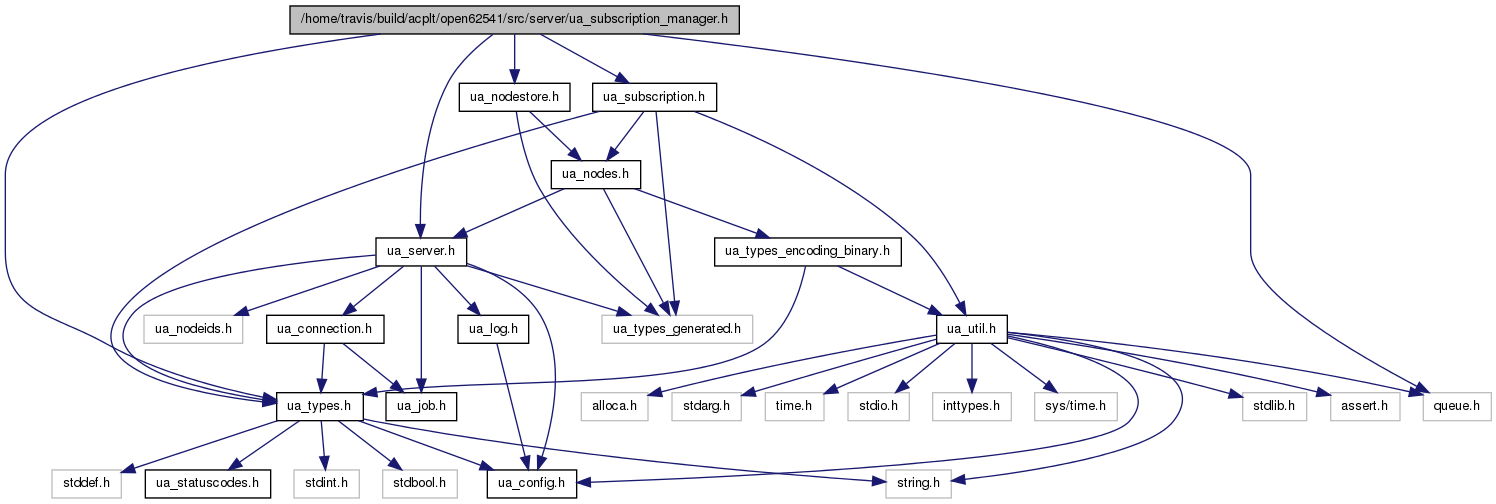 /home/travis/build/acplt/open62541/src/server/ua_subscription_manager.h
ua_nodestore.h
ua_subscription.h
ua_nodes.h
ua_server.h
ua_types_encoding_binary.h
ua_nodeids.h
ua_connection.h
ua_log.h
ua_types_generated.h
ua_util.h
ua_types.h
ua_job.h
alloca.h
stdarg.h
time.h
stdio.h
inttypes.h
sys/time.h
stdlib.h
assert.h
queue.h
stddef.h
ua_statuscodes.h
stdint.h
stdbool.h
ua_config.h
string.h